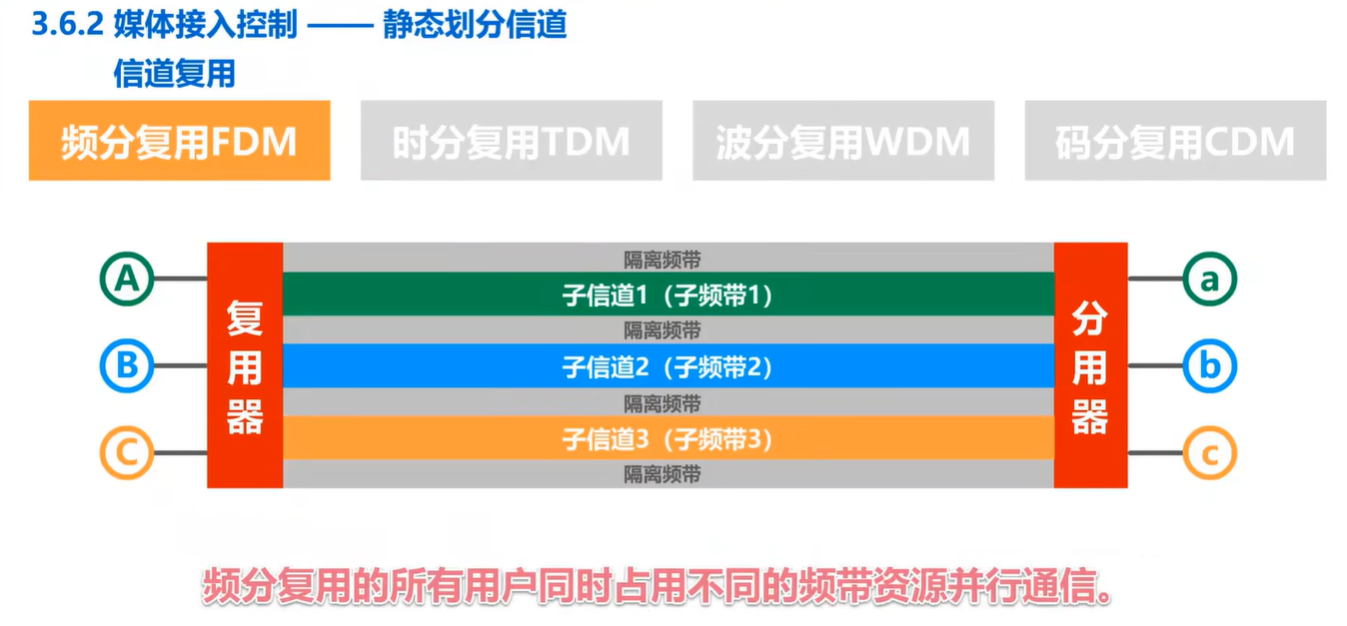 3.6.2 媒体接入控制 —— 静态划分信道
信道复用
频分复用FDM 时分复用TDM 波分复用WDM 码分复用CDM
隔离频带
A 子信道1（子频带1） a
隔离频带
B 子信道2（子频带2） b
隔离频带
C 子信道3（子频带3） c
隔离频带
复用器
分用器
频分复用的所有用户同时占用不同的频带资源并行通信。